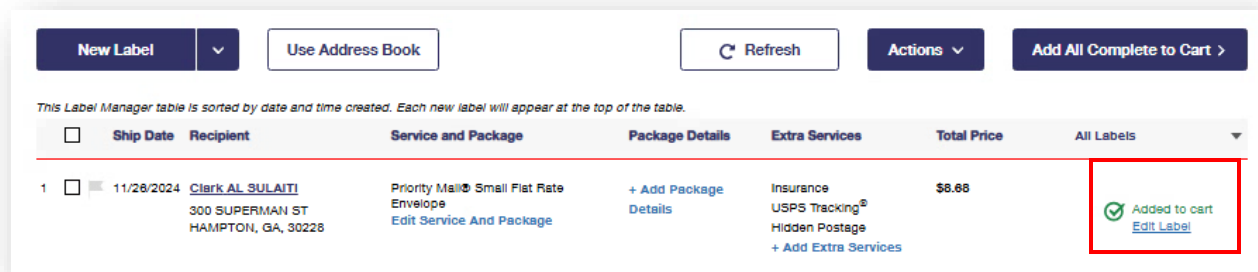 New Label
Use Address Book
Refresh
Actions
Add All Complete to Cart >
This Label Manager table is sorted by date and time created. Each new label will appear at the top of the table.
Ship Date Recipient Service and Package Package Details Extra Services Total Price All Labels
1 11/26/2024 Clark AL SULAITI
300 SUPERMAN ST
HAMPTON, GA, 30228
Priority Mail® Small Flat Rate
Envelope
Edit Service And Package
+ Add Package
Details
Insurance
USPS Tracking®
Hidden Postage
+ Add Extra Services
$8.68
Added to cart
Edit Label